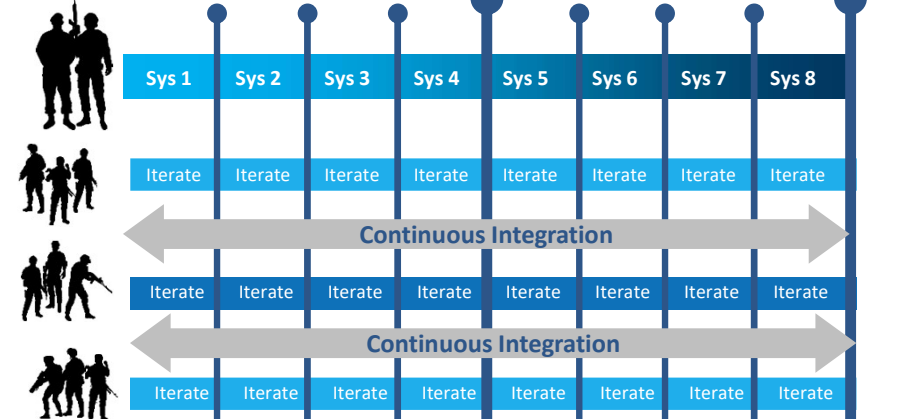 Sys 1 Sys 2 Sys 3 Sys 4 Sys 5 Sys 6 Sys 7 Sys 8
Iterate Iterate Iterate Iterate Iterate Iterate Iterate Iterate
Continuous Integration
Iterate Iterate Iterate Iterate Iterate Iterate Iterate Iterate
Continuous Integration
Iterate Iterate Iterate Iterate Iterate Iterate Iterate Iterate